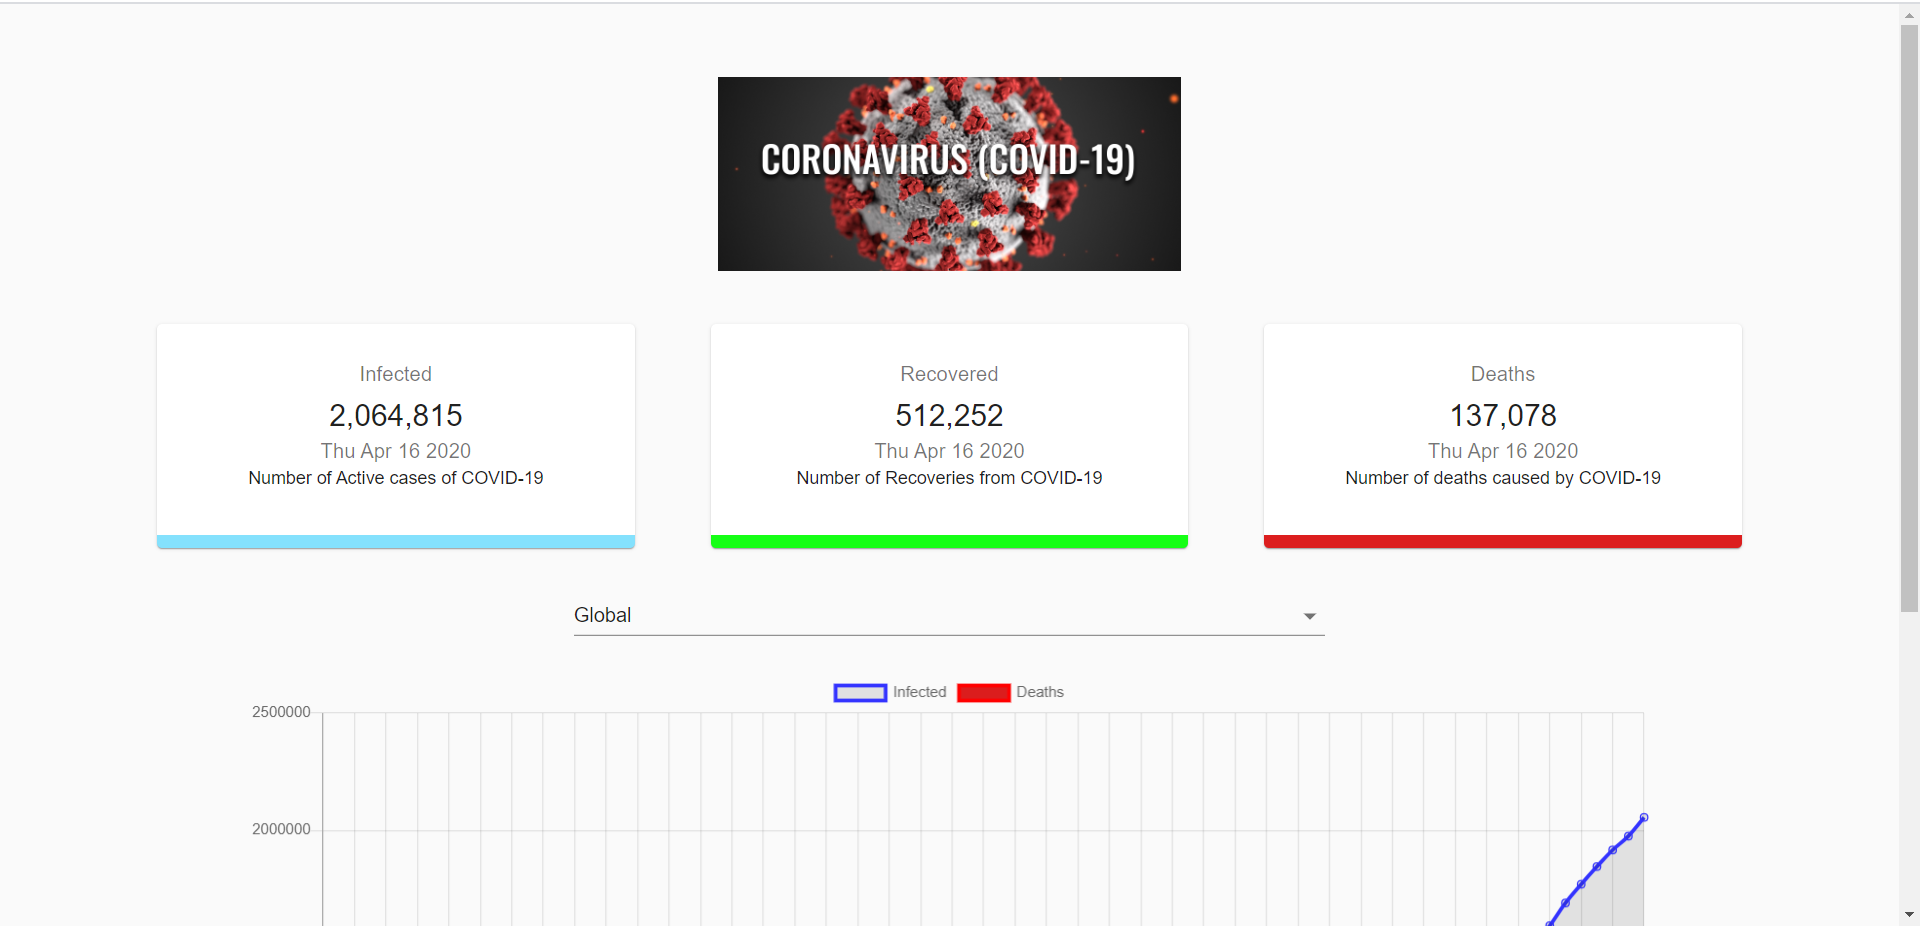 CORONAVIRUS (COVID-19)
Infected
2,064,815
Thu Apr 16 2020
Number of Active cases of COVID-19
Recovered
512,252
Thu Apr 16 2020
Number of Recoveries from COVID-19
Deaths
137,078
Thu Apr 16 2020
Number of deaths caused by COVID-19
Global
Infected Deaths
2500000
2000000